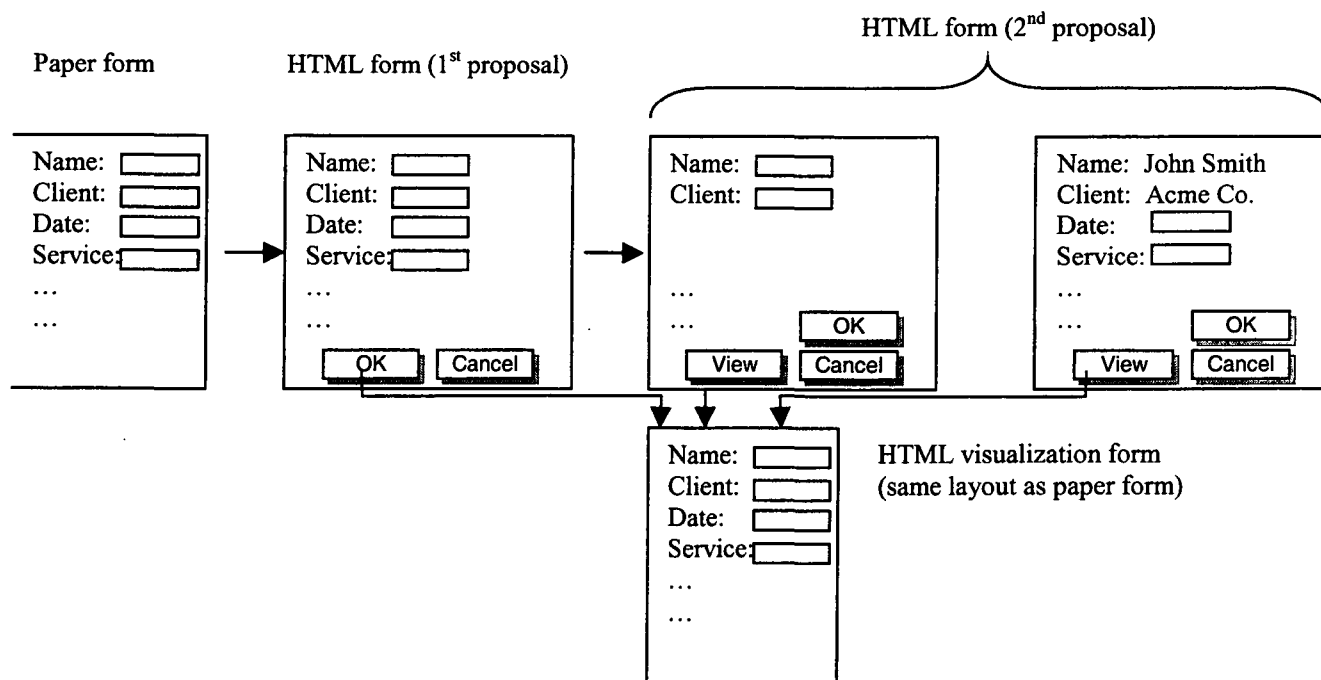 HTML form (2nd proposal)
Paper form
HTML form (1st proposal)
Name:
Client:
Date:
Service:
...
...
Name:
Client:
Date:
Service:
...
...
OK Cancel
Name:
Client:
...
...
OK
View Cancel
Name: John Smith
Client: Acme Co.
Date:
Service:
...
OK
...
View Cancel
Name:
Client:
Date:
Service:
...
...
HTML visualization form
(same layout as paper form)